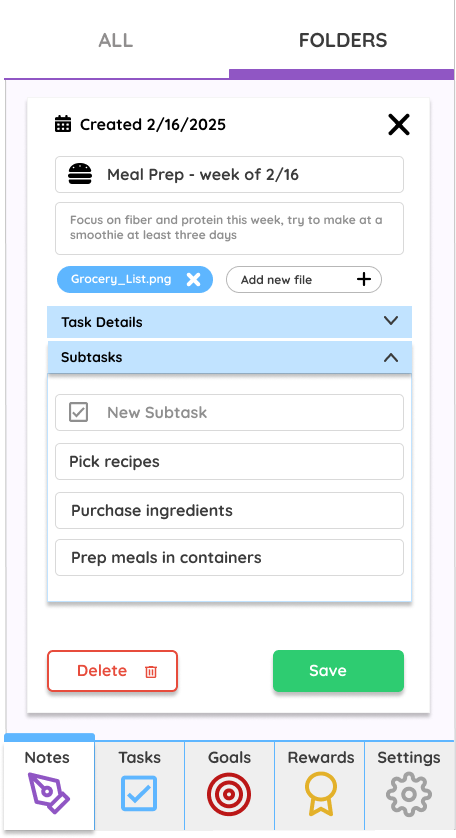 ALL
FOLDERS
Created 2/16/2025
Meal Prep - week of 2/16
Focus on fiber and protein this week, try to make at a
smoothie at least three days
Grocery_List.png
Add new file
Task Details
Subtasks
New Subtask
Pick recipes
Purchase ingredients
Prep meals in containers
Delete
Save
Notes
Tasks
Goals
Rewards
Settings